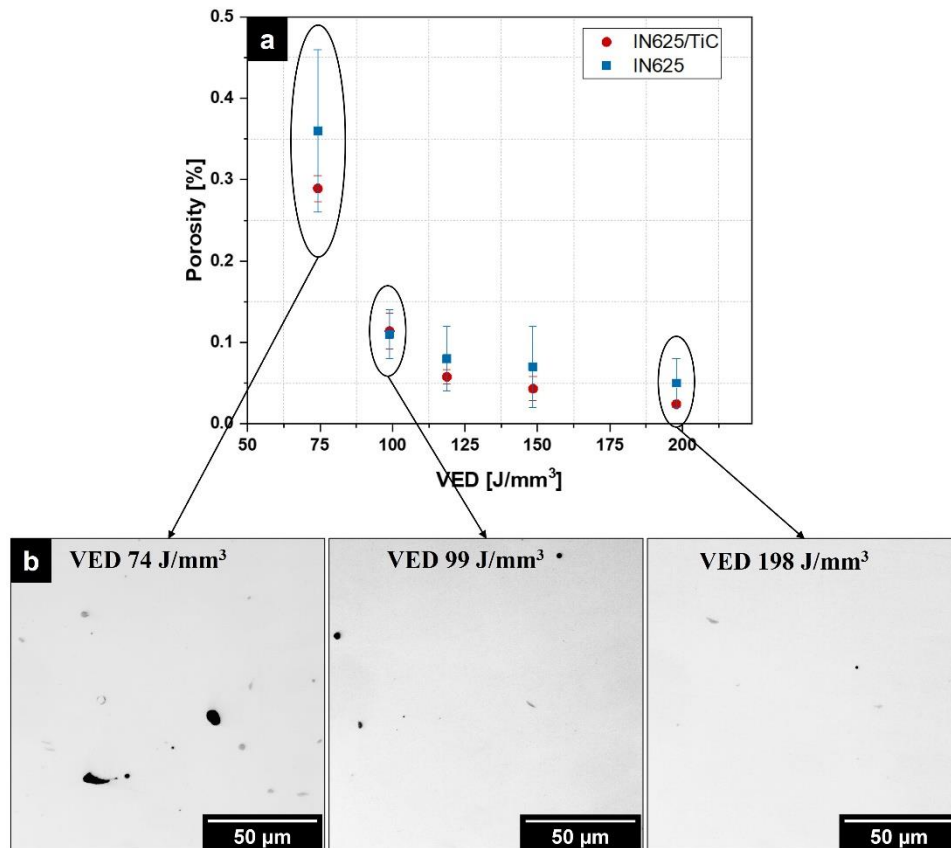 a
IN625/TiC
IN625
Porosity [%]
0.5
0.4
0.3
0.2
0.1
0.0
50 75 100 125 150 175 200
VED [J/mm³]
b
VED 74 J/mm³
VED 99 J/mm³
VED 198 J/mm³
50 µm
50 µm
50 µm